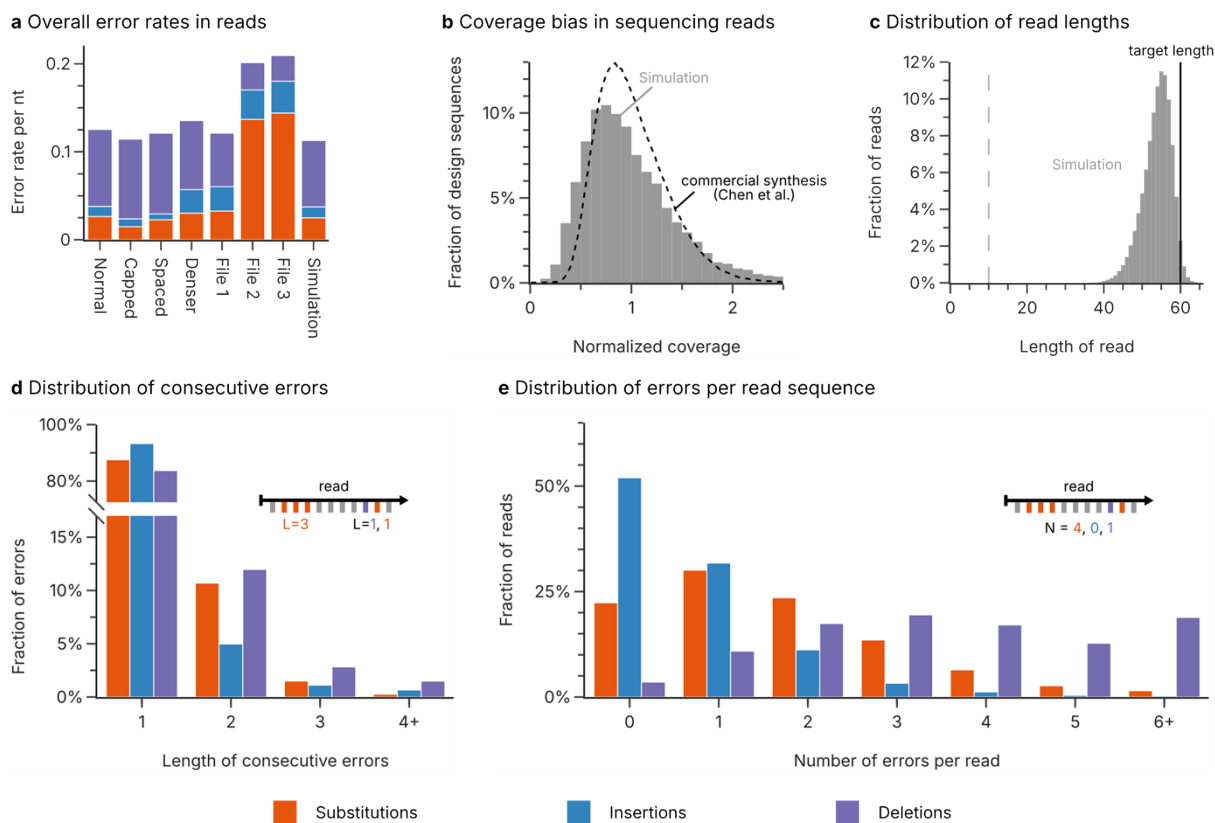 a Overall error rates in reads
Error rate per nt
0.2
0.1
0
Normal
Capped
Spaced
Denser
File 1
File 2
File 3
Simulation
b Coverage bias in sequencing reads
Fraction of design sequences
10%
5%
0%
Simulation
commercial synthesis
(Chen et al.)
0 1 2
Normalized coverage
c Distribution of read lengths
target length
Fraction of reads
12%
10%
8%
6%
4%
2%
0%
Simulation
0 20 40 60
Length of read
d Distribution of consecutive errors
Fraction of errors
100%
80%
15%
10%
5%
0%
read
L=3 L=1, 1
1 2 3 4+
Length of consecutive errors
e Distribution of errors per read sequence
Fraction of reads
50%
25%
0%
read
N = 4, 0, 1
0 1 2 3 4 5 6+
Number of errors per read
Substitutions Insertions Deletions